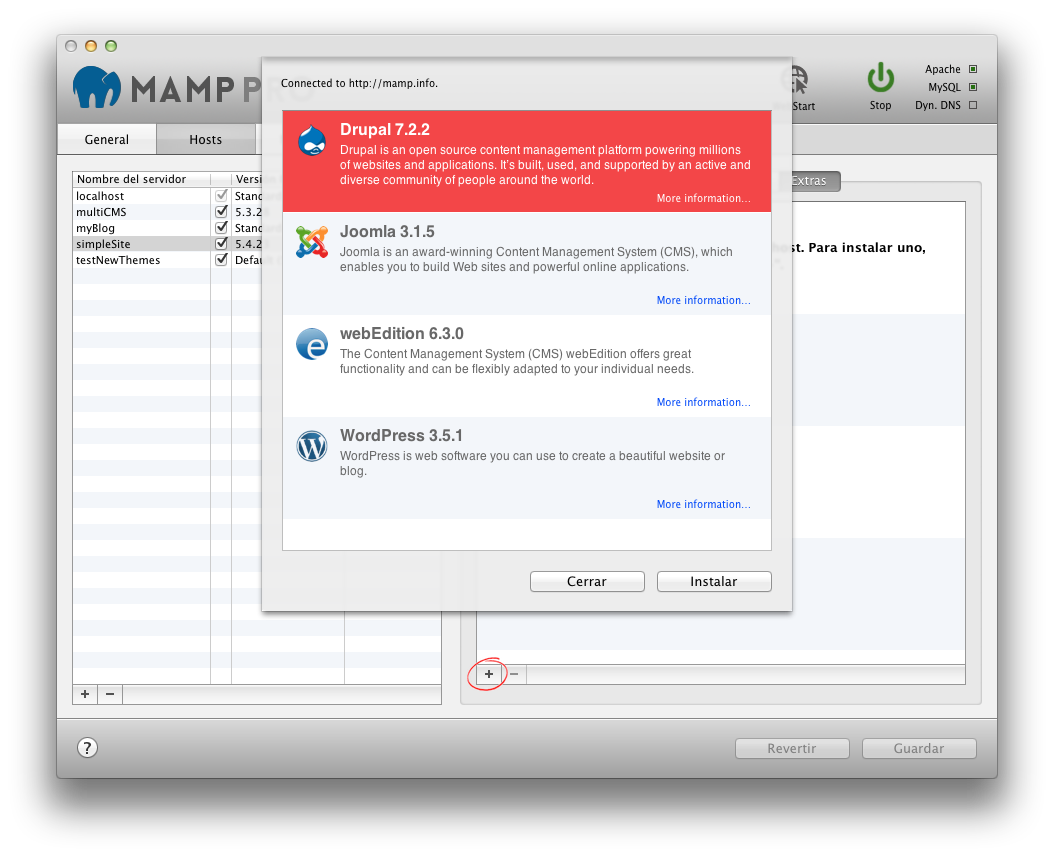 MAMP PRO
Start
Stop
Apache
MySQL
Dyn. DNS
General
Hosts
Nombre del servidor
localhost
Stand
multiCMS
5.3.2
myBlog
Stand
simpleSite
5.4.2
testNewThemes
Default
Extras
st. Para instalar uno,
Connected to http://mamp.info.
Drupal 7.2.2
Drupal is an open source content management platform powering millions
of websites and applications. It's built, used, and supported by an active and
diverse community of people around the world.
More information...
Joomla 3.1.5
Joomla is an award-winning Content Management System (CMS), which
enables you to build Web sites and powerful online applications.
More information...
webEdition 6.3.0
The Content Management System (CMS) webEdition offers great
functionality and can be flexibly adapted to your individual needs.
More information...
WordPress 3.5.1
WordPress is web software you can use to create a beautiful website or
blog.
More information...
Cerrar
Instalar
+ −
+ −
?
Revertir
Guardar